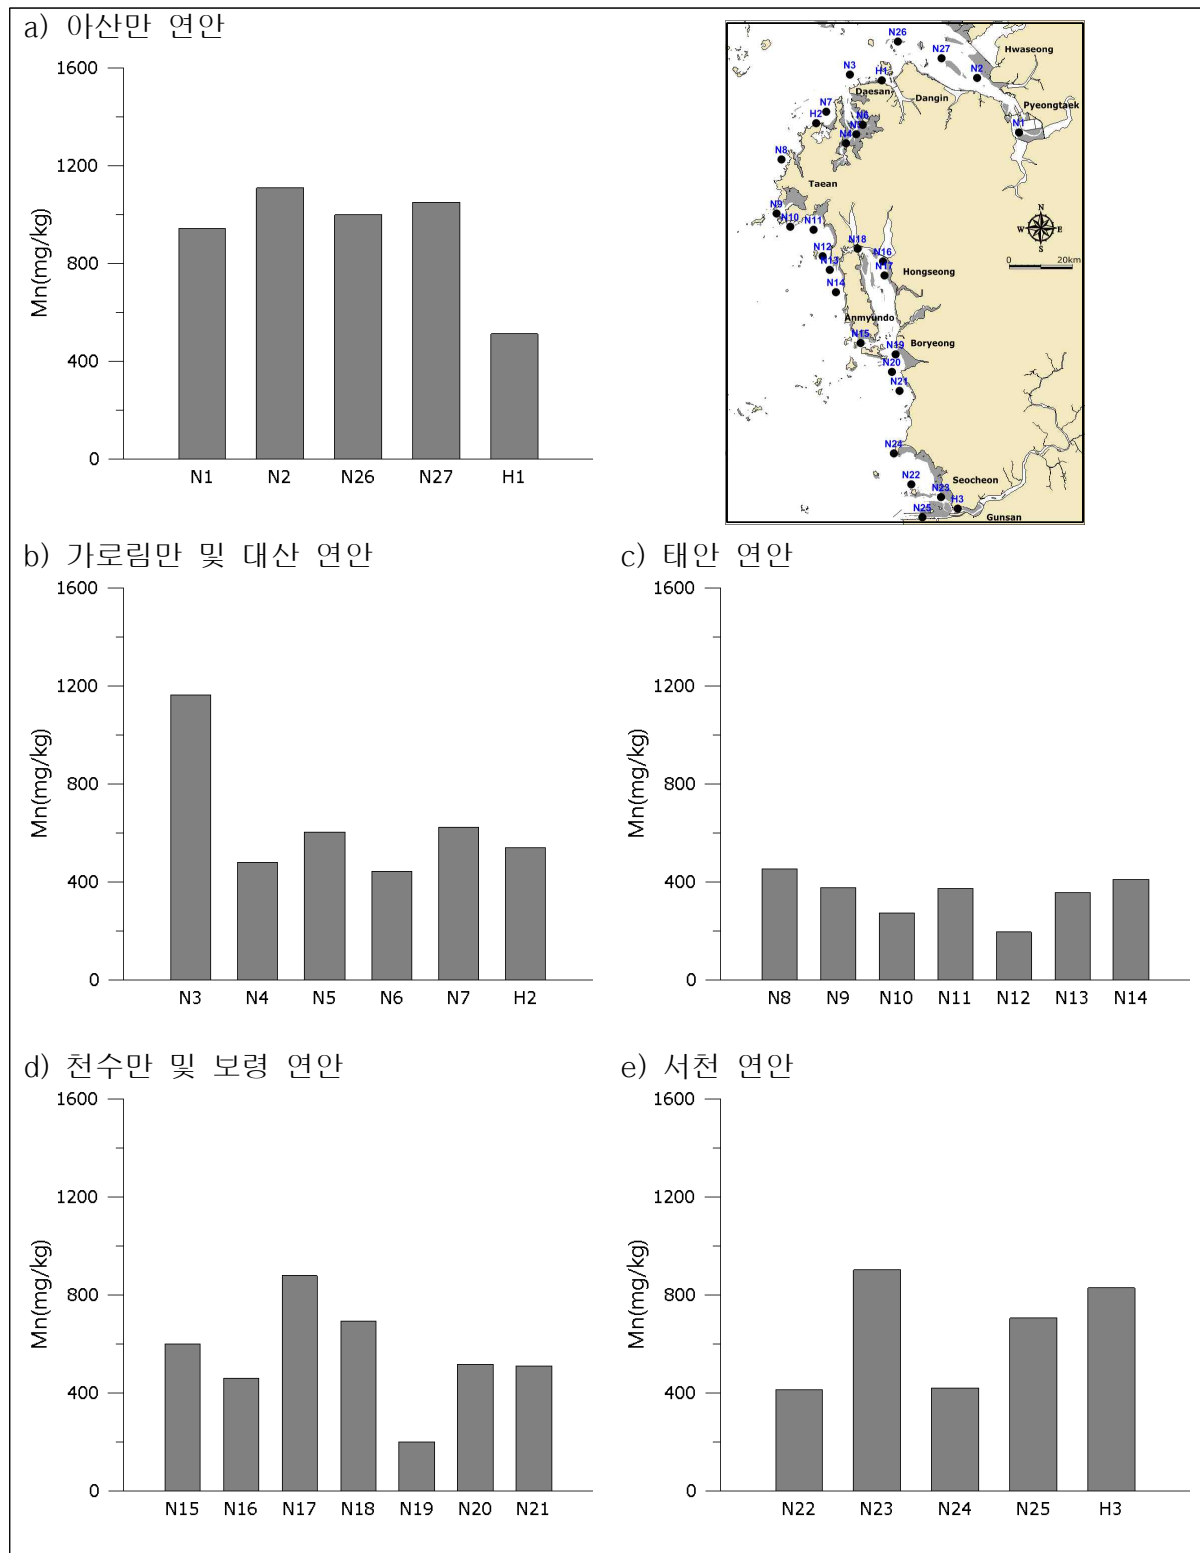 a) 아산만 연안
1600
1200
800
400
0
Mn(mg/kg)
N1 N2 N26 N27 H1
N26
N27
Hwaseong
N3
H1
N2
Daesan
Dangin
Pyeongtaek
N7
H2
N6
N5
N4
N1
N8
Taean
N9
N10
N11
N
W E
S
N12
N13
N18
N16
N17
Hongseong
0 20km
N14
Anmyundo
N15
N19
Boryeong
N20
N21
N24
N22
Seocheon
N23
H3
N25
Gunsan
b) 가로림만 및 대산 연안
1600
1200
800
400
0
Mn(mg/kg)
N3 N4 N5 N6 N7 H2
c) 태안 연안
1600
1200
800
400
0
Mn(mg/kg)
N8 N9 N10 N11 N12 N13 N14
d) 천수만 및 보령 연안
1600
1200
800
400
0
Mn(mg/kg)
N15 N16 N17 N18 N19 N20 N21
e) 서천 연안
1600
1200
800
400
0
Mn(mg/kg)
N22 N23 N24 N25 H3